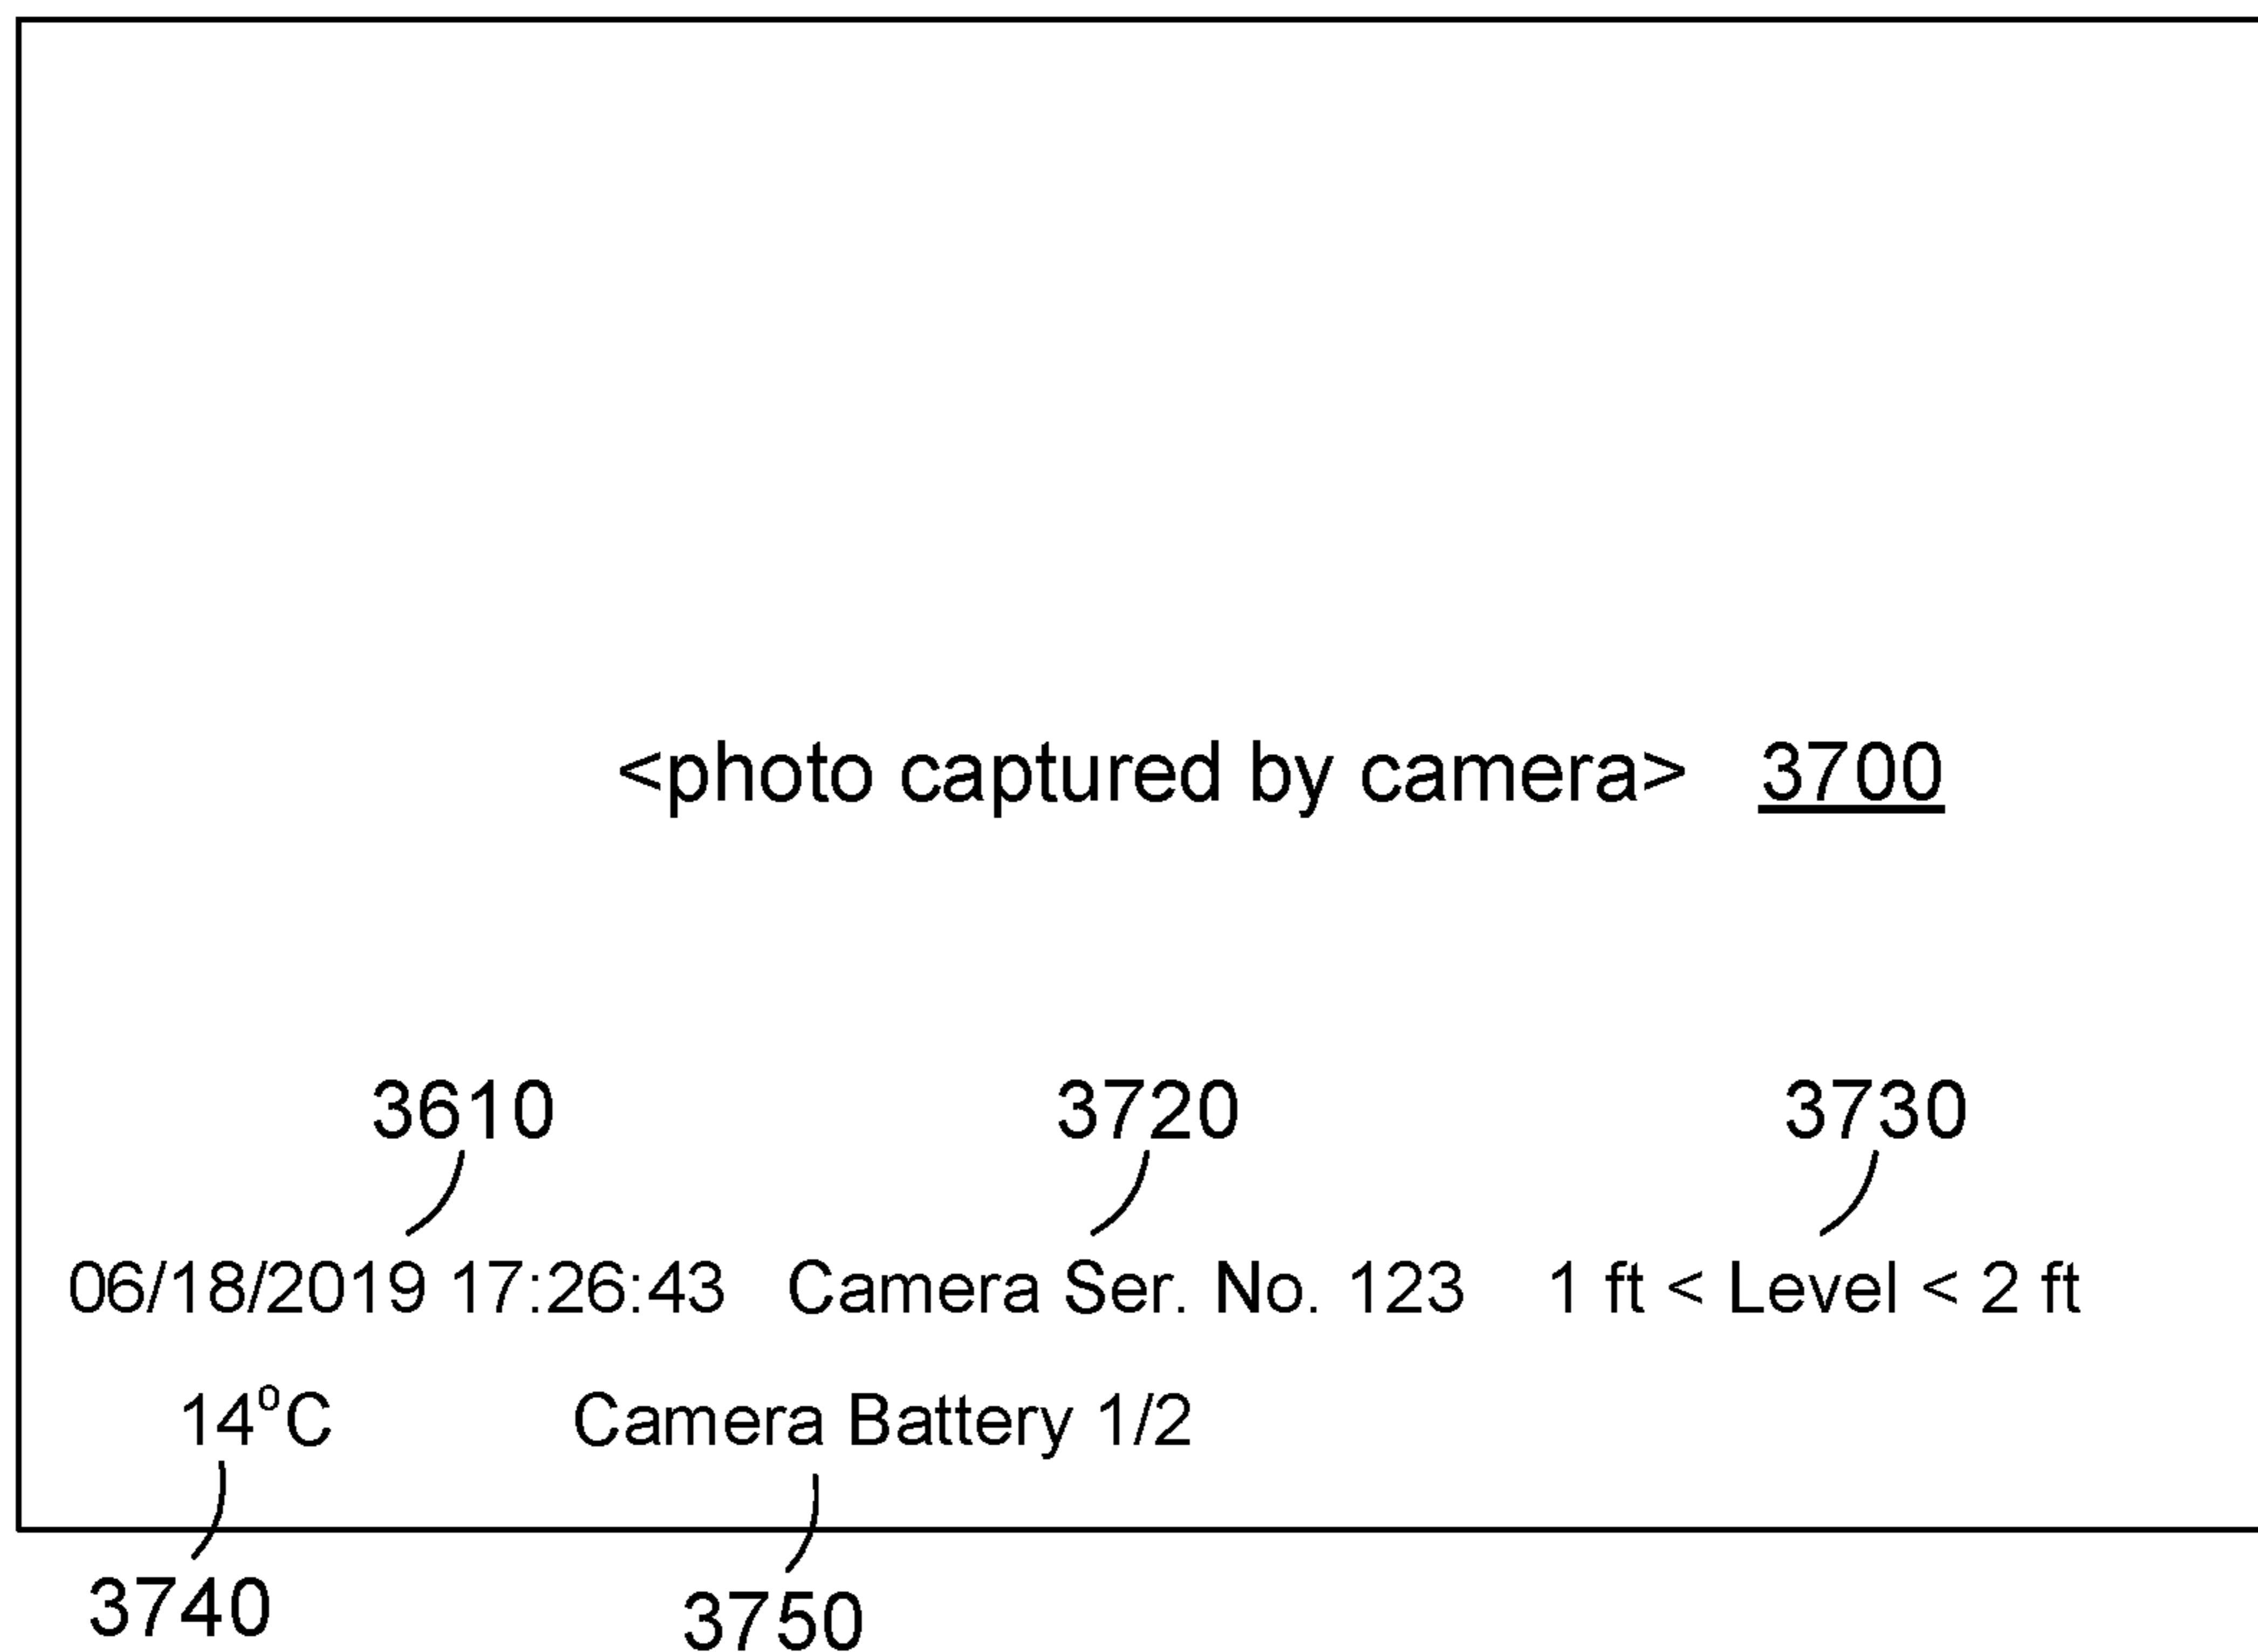 <photo captured by camera> 3700
3610 3720 3730
06/18/2019 17:26:43 Camera Ser. No. 123 1 ft < Level < 2 ft
14°C Camera Battery 1/2
3740 3750